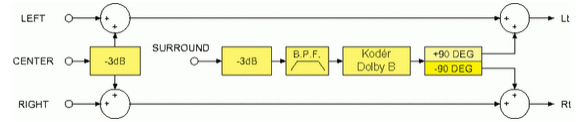 LEFT
Lt
SURROUND
CENTER
-3dB
-3dB
B.P.F.
Kodér
Dolby B
+90 DEG
-90 DEG
RIGHT
Rt